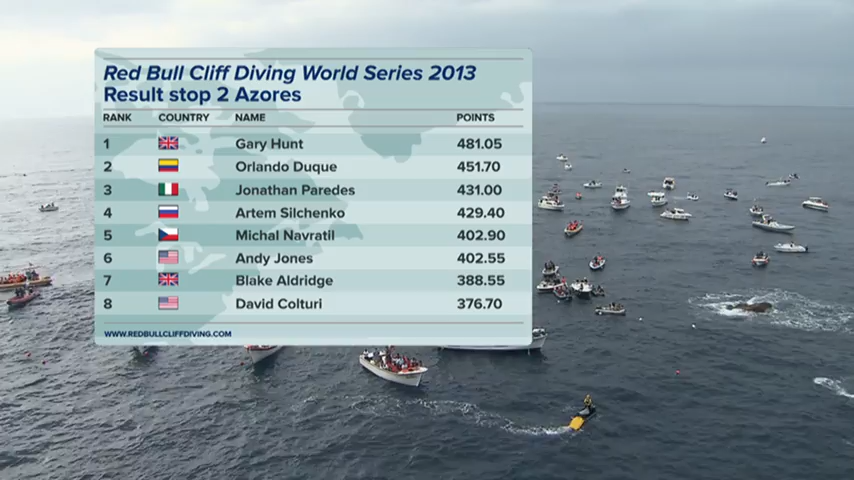 Red Bull Cliff Diving World Series 2013
Result stop 2 Azores
RANK COUNTRY NAME POINTS
1 Gary Hunt 481.05
2 Orlando Duque 451.70
3 Jonathan Paredes 431.00
4 Artem Silchenko 429.40
5 Michal Navratil 402.90
6 Andy Jones 402.55
7 Blake Aldridge 388.55
8 David Colturi 376.70
WWW.REDBULLCLIFFDIVING.COM